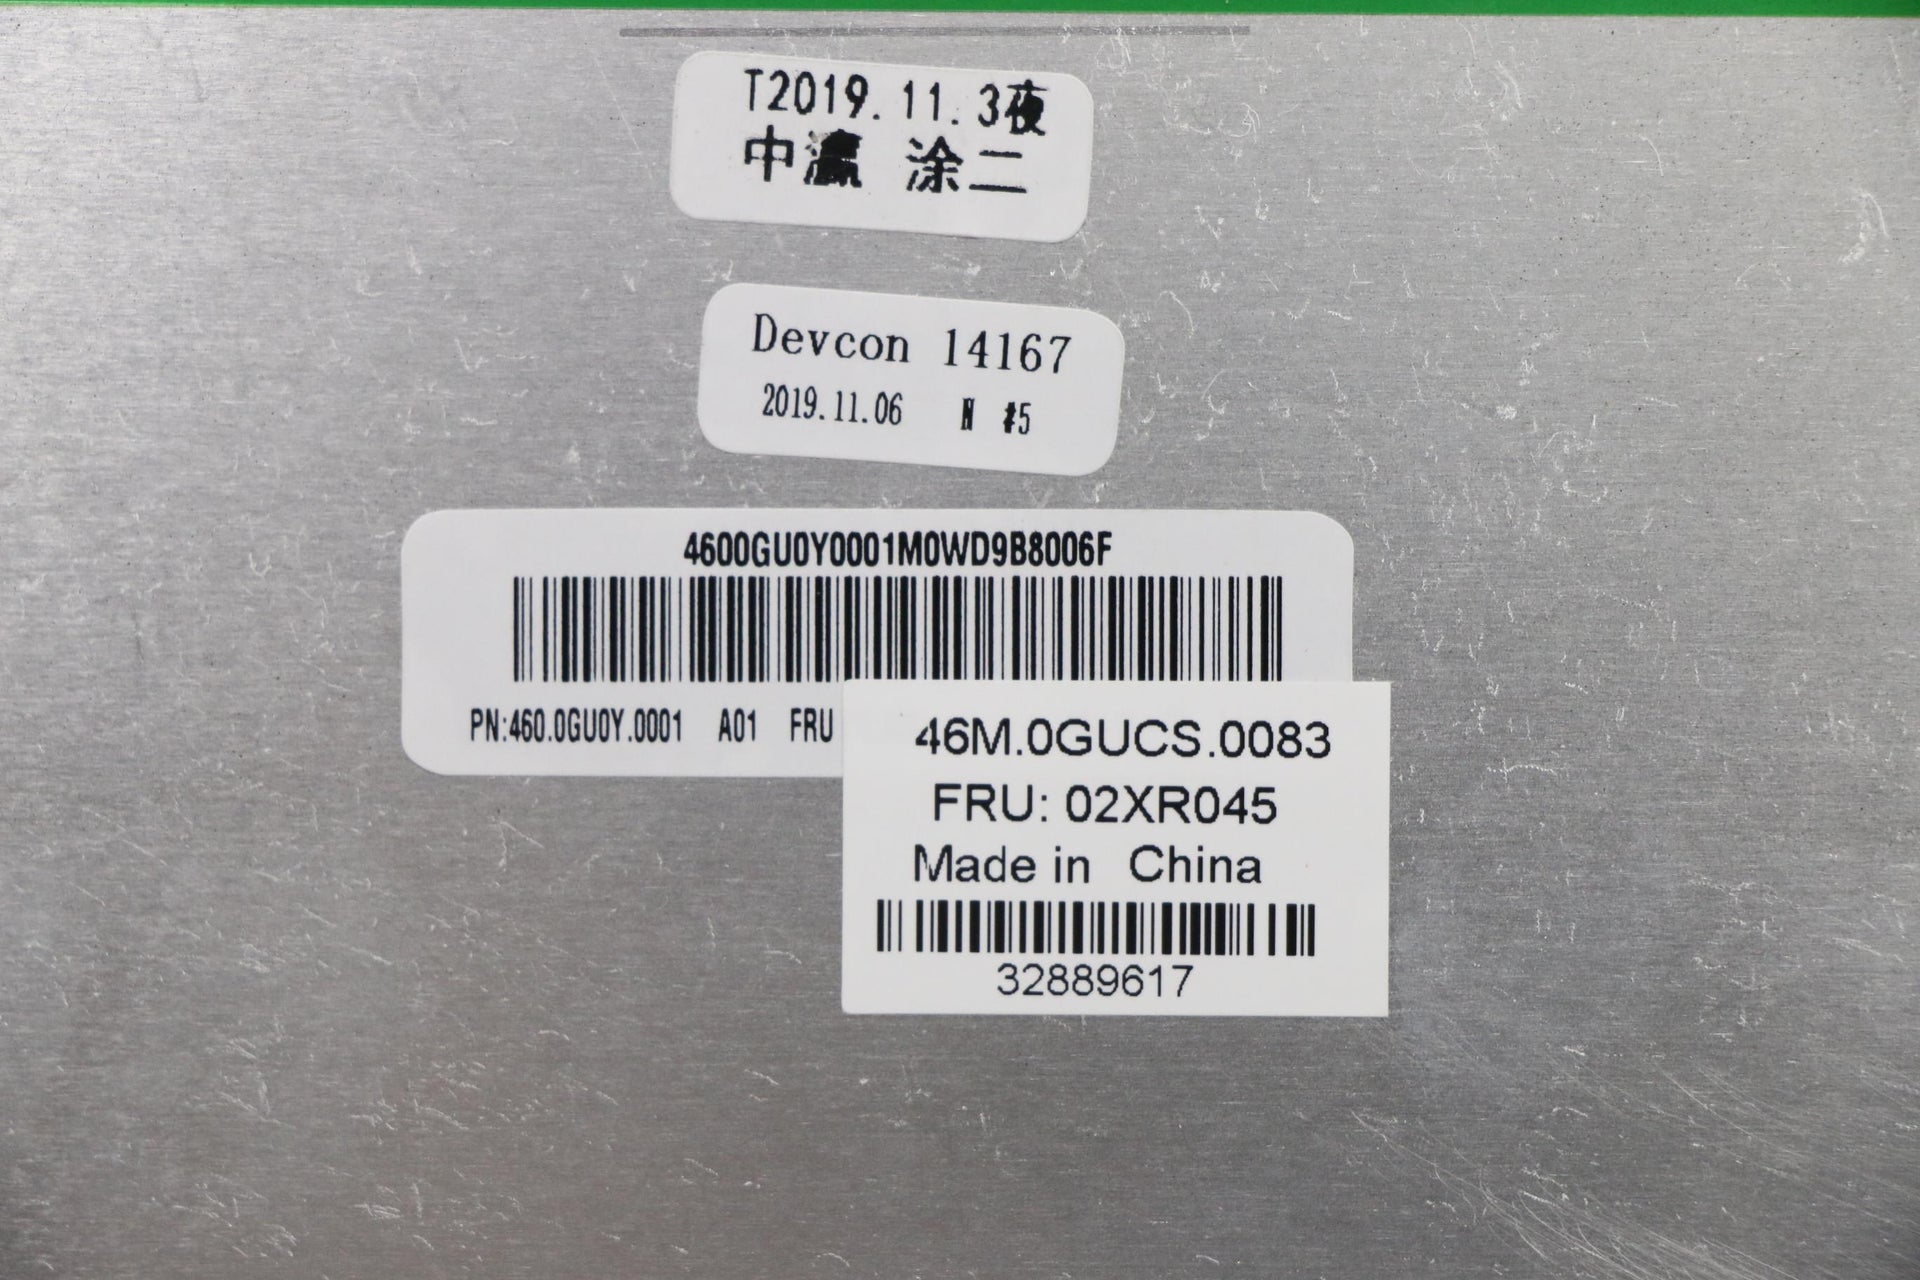 T2019.11.3夜
中瀛 涂二
Devcon 14167
2019.11.06 N #5
4600GU0Y0001M0WD9B8006F
PN:460.0GU0Y.0001 A01 FRU
46M.0GUCS.0083
FRU: 02XR045
Made in China
32889617